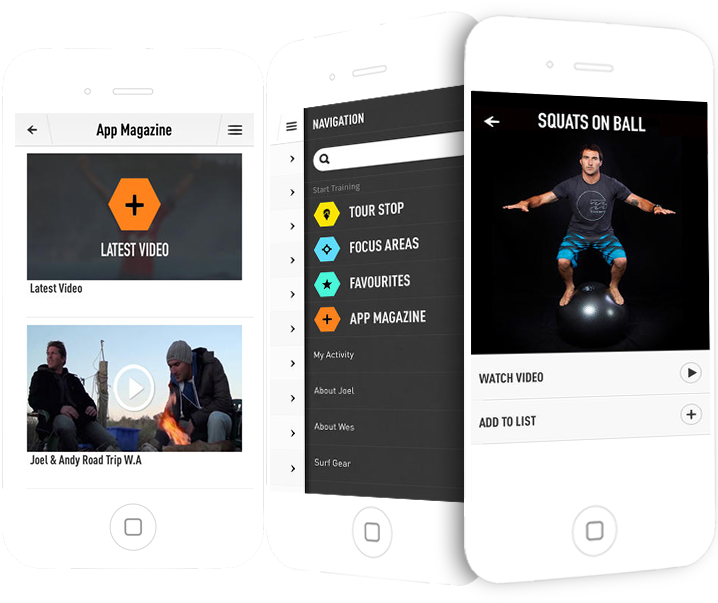 App Magazine
LATEST VIDEO
Latest Video
Joel & Andy Road Trip W.A
NAVIGATION
Start Training
TOUR STOP
FOCUS AREAS
FAVOURITES
APP MAGAZINE
My Activity
About Joel
About Wes
Surf Gear
SQUATS ON BALL
WATCH VIDEO
ADD TO LIST